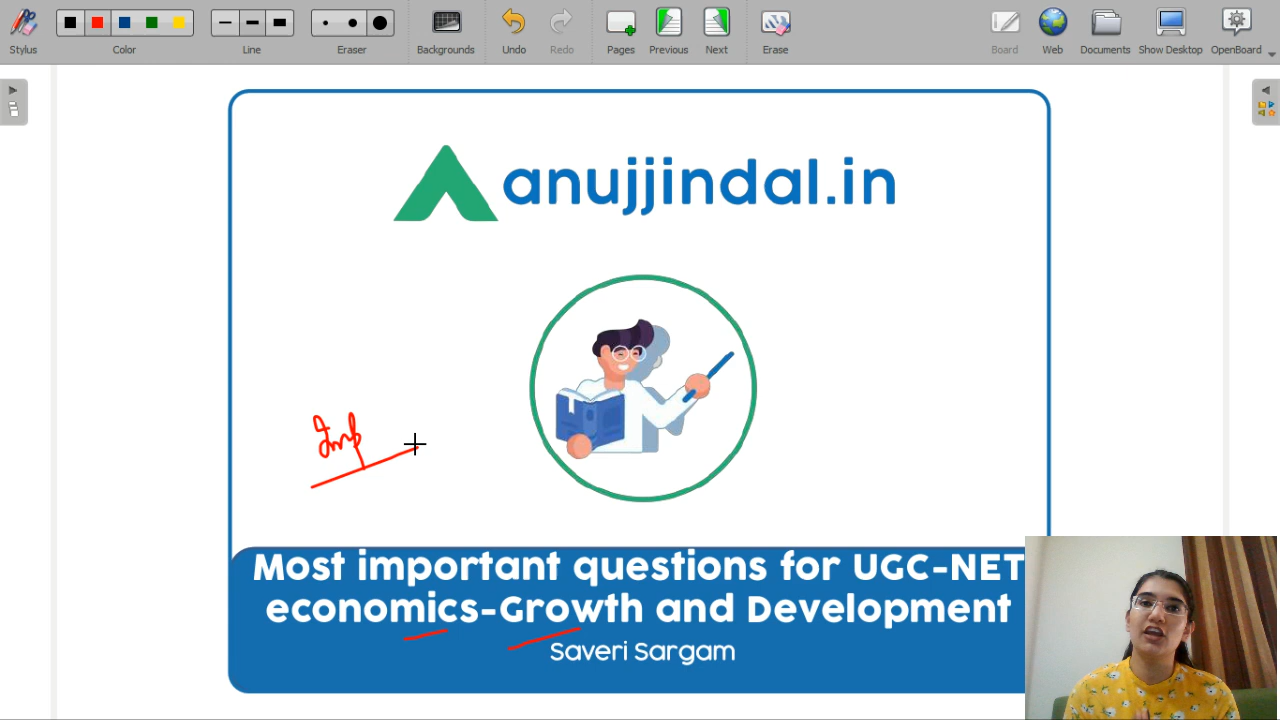 Stylus
Color
Line
Eraser
Backgrounds
Undo
Redo
Pages
Previous
Next
Erase
Board
Web
Documents
Show Desktop
OpenBoard
anujjindal.in
Imp
Most important questions for UGC-NET
economics-Growth and Development
Saveri Sargam